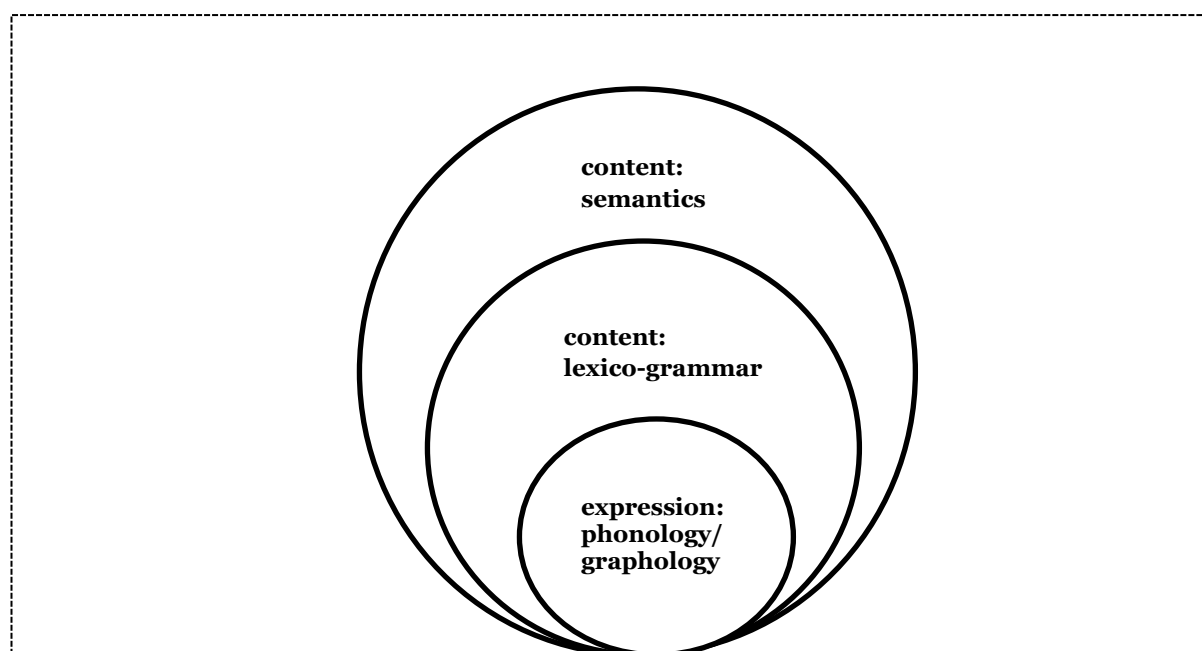 content:
semantics
content:
lexico-grammar
expression:
phonology/
graphology